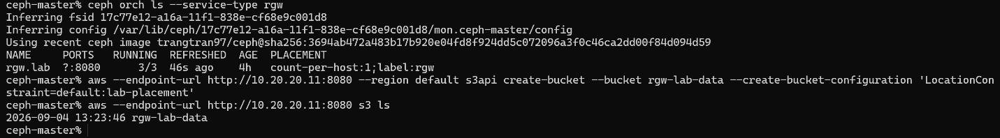 ceph-master% ceph orch ls --service-type rgw
Inferring fsid 17c77e12-a16a-11f1-838e-cf68e9c001d8
Inferring config /var/lib/ceph/17c77e12-a16a-11f1-838e-cf68e9c001d8/mon.ceph-master/config
Using recent ceph image trangtran97/ceph@sha256:3694ab472a483b17b920e04fd8f924dd5c072096a3f0c46ca2dd00f84d094d59
NAME     PORTS   RUNNING  REFRESHED  AGE  PLACEMENT
rgw.lab  ?:8080      3/3  46s ago    4h   count-per-host:1;label:rgw
ceph-master% aws --endpoint-url http://10.20.20.11:8080 --region default s3api create-bucket --bucket rgw-lab-data --create-bucket-configuration 'LocationCon
straint=default:lab-placement'
ceph-master% aws --endpoint-url http://10.20.20.11:8080 s3 ls
2026-09-04 13:23:46 rgw-lab-data
ceph-master%